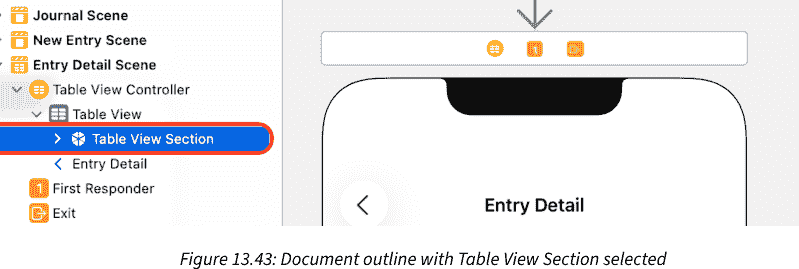 Journal Scene
New Entry Scene
Entry Detail Scene
Table View Controller
Table View
Table View Section
Entry Detail
First Responder
Exit
Entry Detail
Figure 13.43: Document outline with Table View Section selected